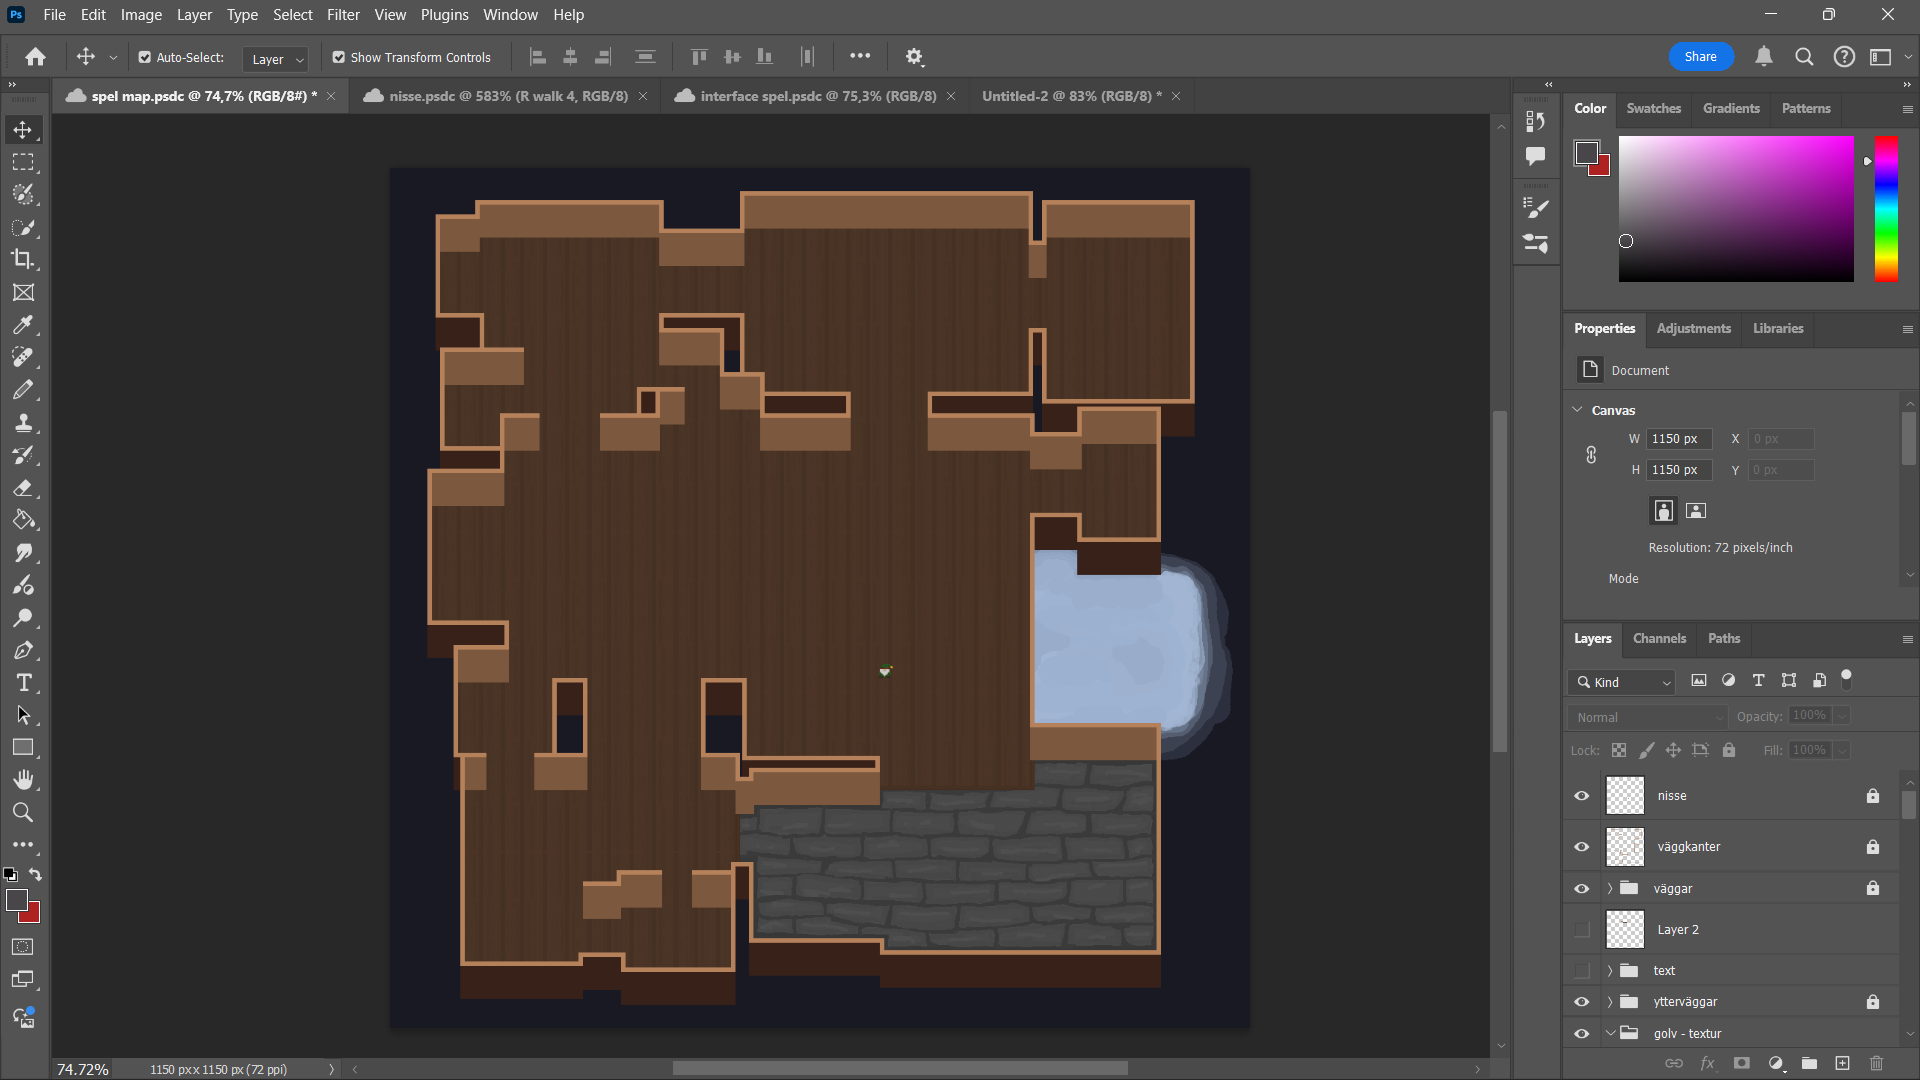 Ps File Edit Image Layer Type Select Filter View Plugins Window Help
Auto-Select: Layer Show Transform Controls Share
spel map.psdc @ 74,7% (RGB/8#) * nisse.psdc @ 583% (R walk 4, RGB/8) interface spel.psdc @ 75,3% (RGB/8) Untitled-2 @ 83% (RGB/8) *
Color Swatches Gradients Patterns
Properties Adjustments Libraries
Document
Canvas
W 1150 px X 0 px
H 1150 px Y 0 px
Resolution: 72 pixels/inch
Mode
Layers Channels Paths
Kind
Normal Opacity: 100%
Lock: Fill: 100%
nisse
väggkanter
väggar
Layer 2
text
ytterväggar
golv - textur
fx
74.72% 1150 px x 1150 px (72 ppi)